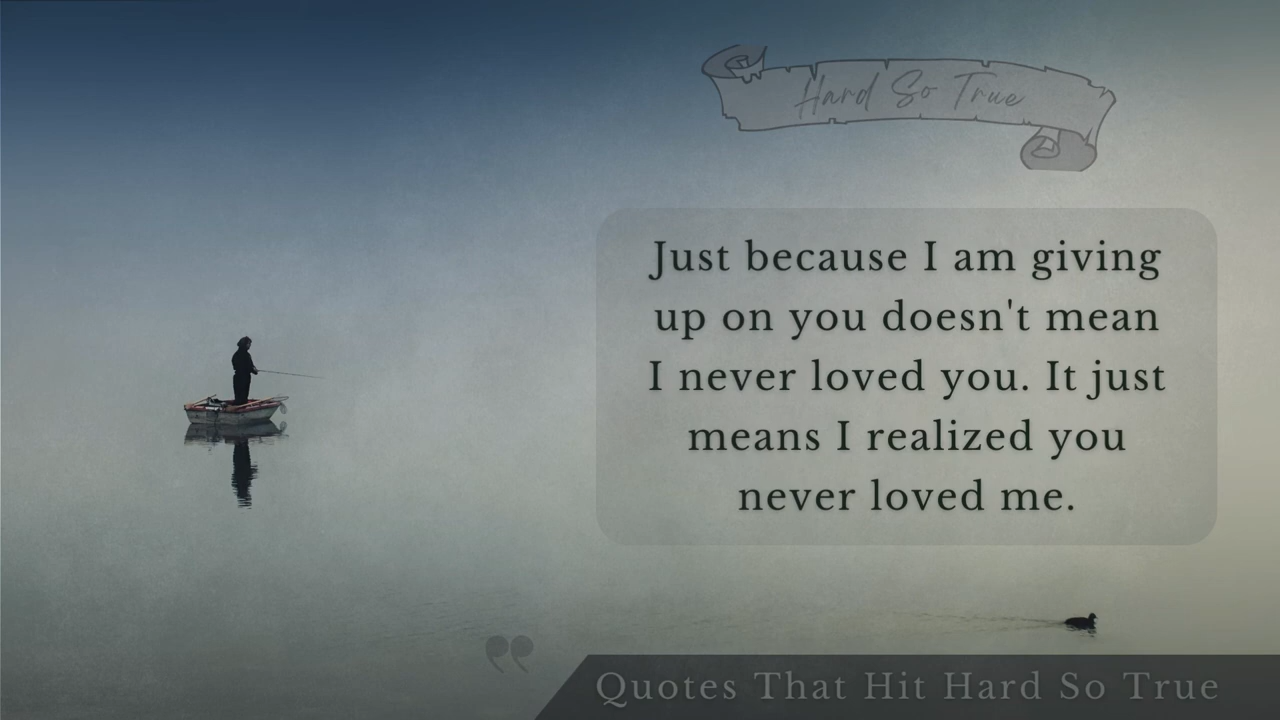 Hard So True
Just because I am giving
up on you doesn't mean
I never loved you. It just
means I realized you
never loved me.
”
Quotes That Hit Hard So True